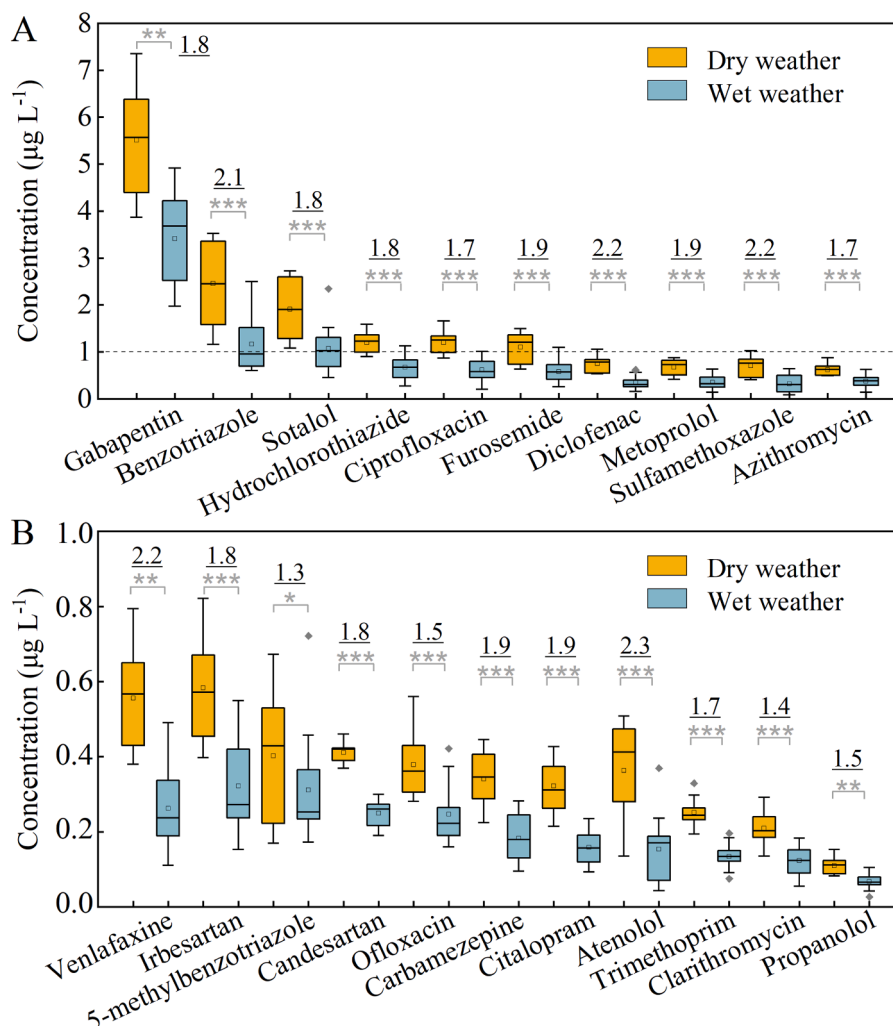 A
Concentration (µg L⁻¹)
8
7
6
5
4
3
2
1
0
** 1.8
2.1
***
1.8
***
1.8
***
1.7
***
1.9
***
2.2
***
1.9
***
2.2
***
1.7
***
Dry weather
Wet weather
Gabapentin
Benzotriazole
Sotalol
Hydrochlorothiazide
Ciprofloxacin
Furosemide
Diclofenac
Metoprolol
Sulfamethoxazole
Azithromycin
B
Concentration (µg L⁻¹)
1.0
0.8
0.6
0.4
0.2
0.0
2.2
**
1.8
***
1.3
*
1.8
***
1.5
***
1.9
***
1.9
***
2.3
***
1.7
***
1.4
***
1.5
**
Dry weather
Wet weather
Venlafaxine
Irbesartan
5-methylbenzotriazole
Candesartan
Ofloxacin
Carbamezepine
Citalopram
Atenolol
Trimethoprim
Clarithromycin
Propanolol